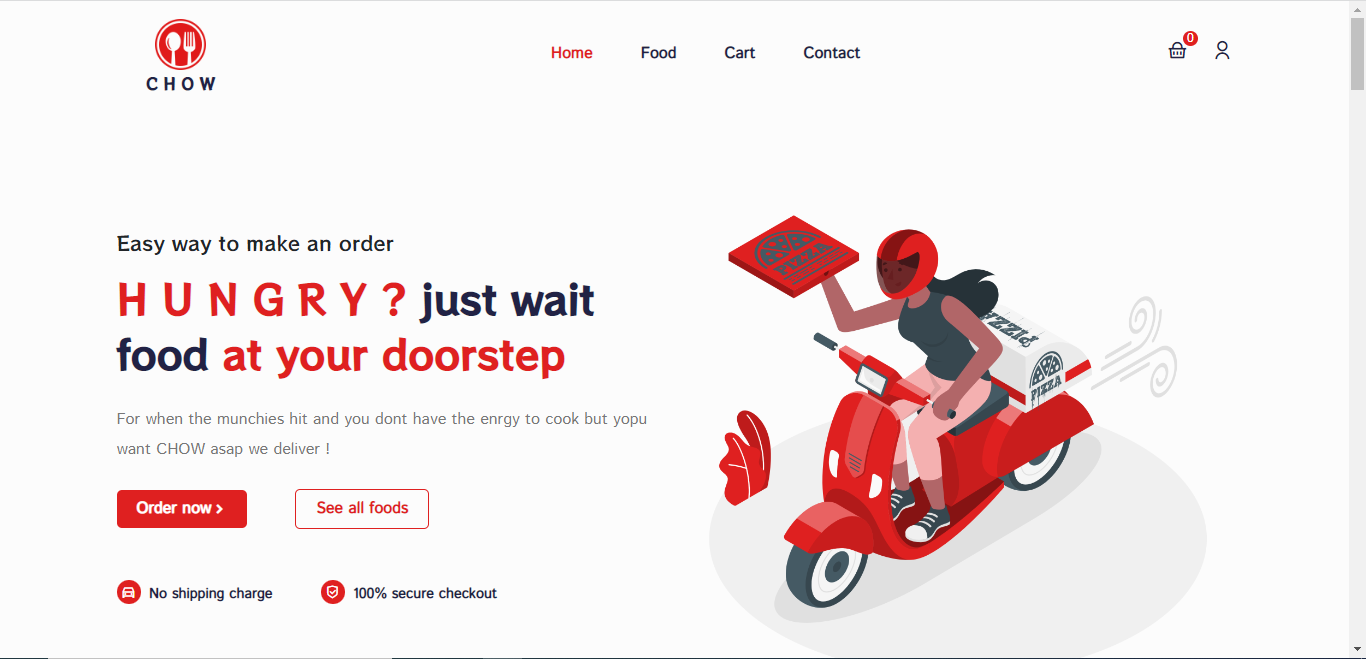 CHOW
Home
Food
Cart
Contact
0
Easy way to make an order
HUNGRY? just wait
food at your doorstep
For when the munchies hit and you dont have the enrgy to cook but yopu
want CHOW asap we deliver !
Order now ›
See all foods
No shipping charge
100% secure checkout
PIZZA
PIZZA
PIZZA